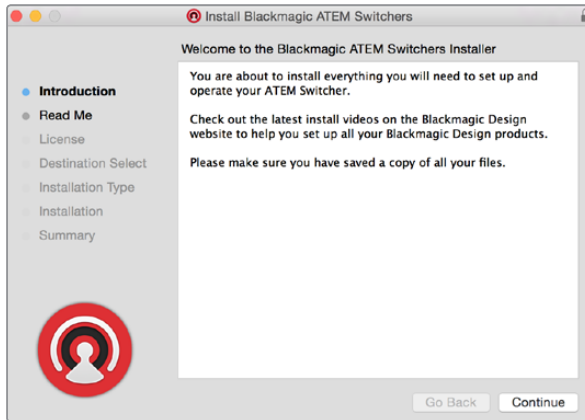 Install Blackmagic ATEM Switchers
Welcome to the Blackmagic ATEM Switchers Installer
Introduction
Read Me
License
Destination Select
Installation Type
Installation
Summary
You are about to install everything you will need to set up and
operate your ATEM Switcher.
Check out the latest install videos on the Blackmagic Design
website to help you set up all your Blackmagic Design products.
Please make sure you have saved a copy of all your files.
Go Back
Continue